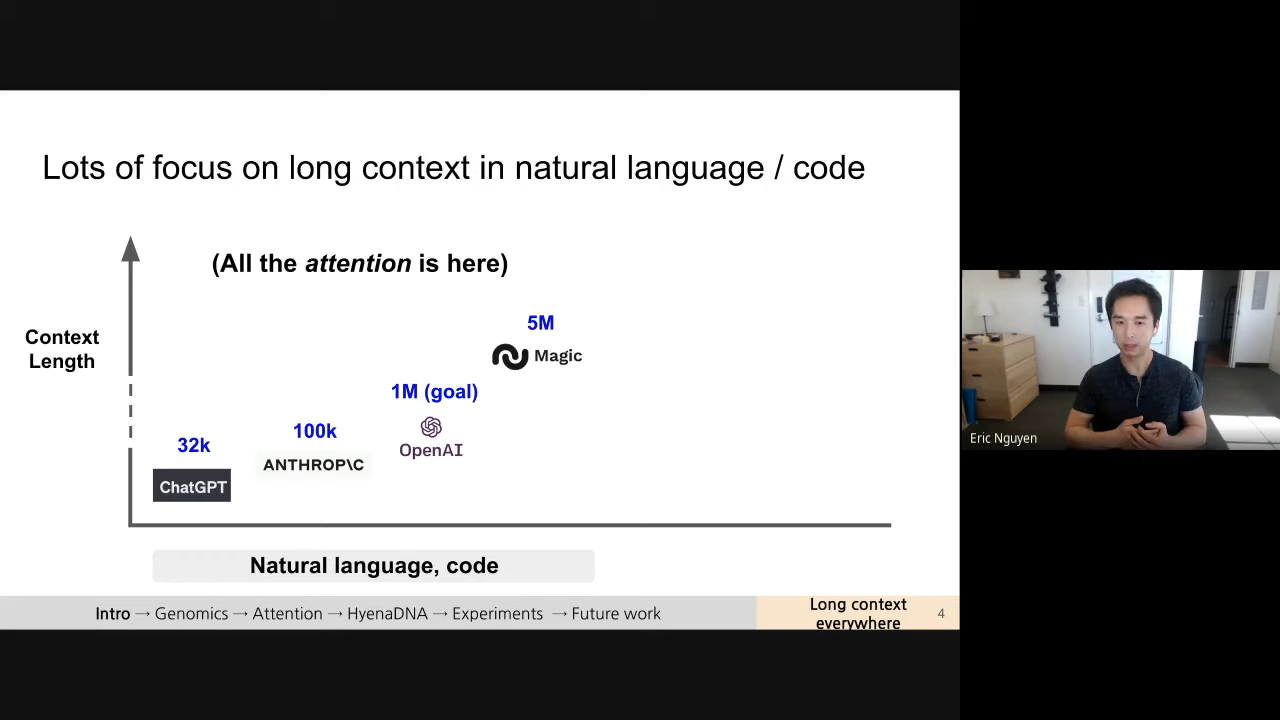 Lots of focus on long context in natural language / code
(All the attention is here)
Context
Length
5M
Magic
1M (goal)
OpenAI
100k
ANTHROP\C
32k
ChatGPT
Natural language, code
Intro → Genomics → Attention → HyenaDNA → Experiments → Future work
Long context
everywhere
4
Eric Nguyen